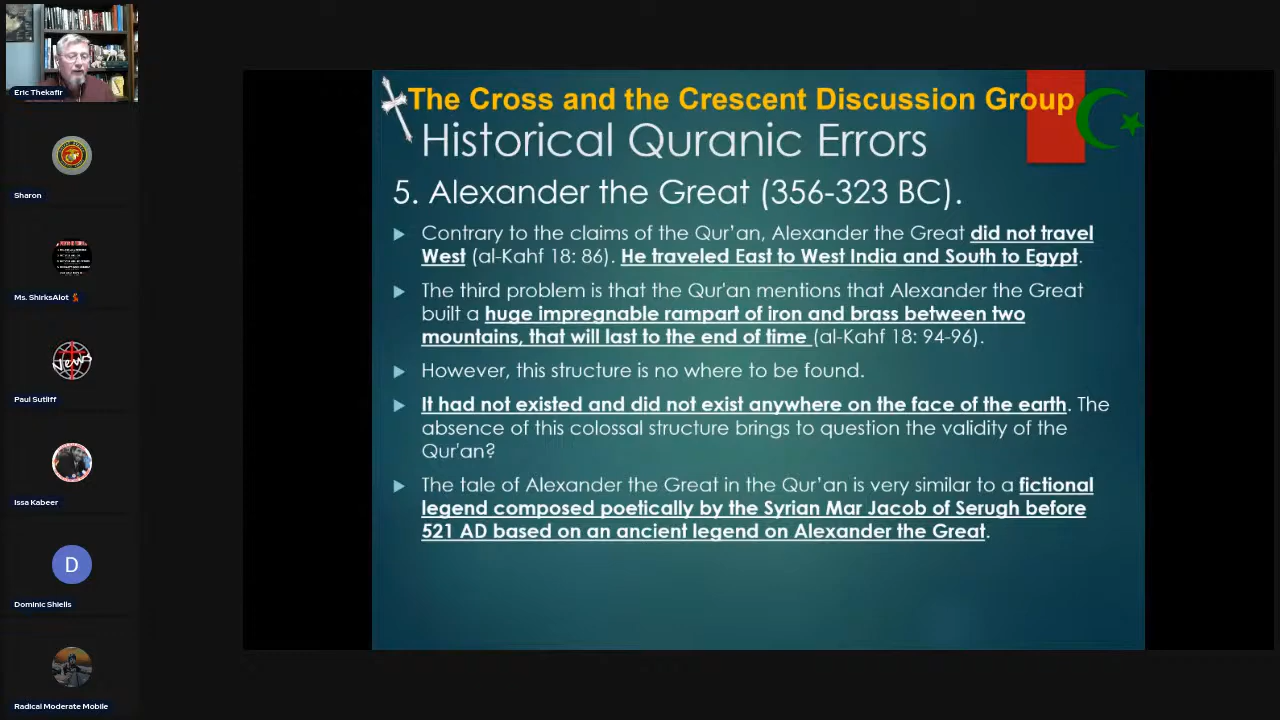 The Cross and the Crescent Discussion Group
Historical Quranic Errors
5. Alexander the Great (356-323 BC).
Contrary to the claims of the Qur’an, Alexander the Great did not travel
West (al-Kahf 18: 86). He traveled East to West India and South to Egypt.
The third problem is that the Qur'an mentions that Alexander the Great
built a huge impregnable rampart of iron and brass between two
mountains, that will last to the end of time (al-Kahf 18: 94-96).
However, this structure is no where to be found.
It had not existed and did not exist anywhere on the face of the earth. The
absence of this colossal structure brings to question the validity of the
Qur'an?
The tale of Alexander the Great in the Qur’an is very similar to a fictional
legend composed poetically by the Syrian Mar Jacob of Serugh before
521 AD based on an ancient legend on Alexander the Great.
Eric Thekafir
Sharon
Ms. ShirksAlot 💃
News
Paul Sutliff
Issa Kabeer
D
Dominic Shiells
Radical Moderate Mobile